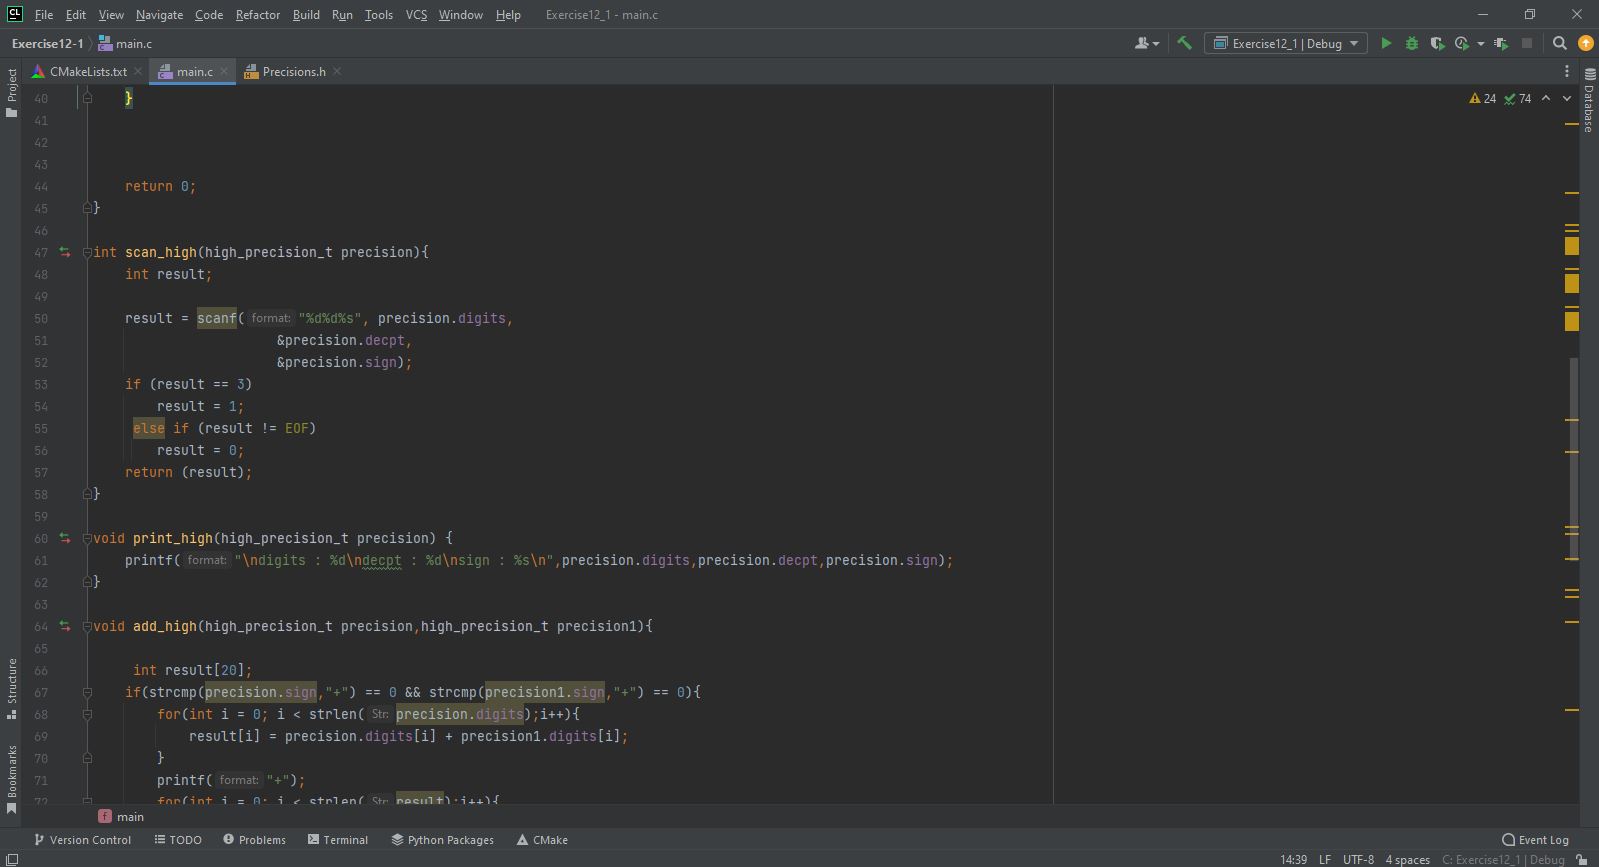 CL File Edit View Navigate Code Refactor Build Run Tools VCS Window Help Exercise12_1 - main.c
Exercise12-1 main.c Exercise12_1 | Debug
Project
CMakeLists.txt main.c Precisions.h
Database
24 74
40 }
41
42
43
44 return 0;
45 }
46
47 int scan_high(high_precision_t precision){
48 int result;
49
50 result = scanf( format: "%d%d%s", precision.digits,
51 &precision.decpt,
52 &precision.sign);
53 if (result == 3)
54 result = 1;
55 else if (result != EOF)
56 result = 0;
57 return (result);
58 }
59
60 void print_high(high_precision_t precision) {
61 printf( format: "\ndigits : %d\ndecpt : %d\nsign : %s\n",precision.digits,precision.decpt,precision.sign);
62 }
63
64 void add_high(high_precision_t precision,high_precision_t precision1){
65
66 int result[20];
67 if(strcmp(precision.sign,"+") == 0 && strcmp(precision1.sign,"+") == 0){
68 for(int i = 0; i < strlen( Str: precision.digits);i++){
69 result[i] = precision.digits[i] + precision1.digits[i];
70 }
71 printf( format: "+");
72 for(int i = 0; i < strlen( Str: result);i++){
Structure
Bookmarks
f main
Version Control TODO Problems Terminal Python Packages CMake Event Log
14:39 LF UTF-8 4 spaces C: Exercise12_1 | Debug